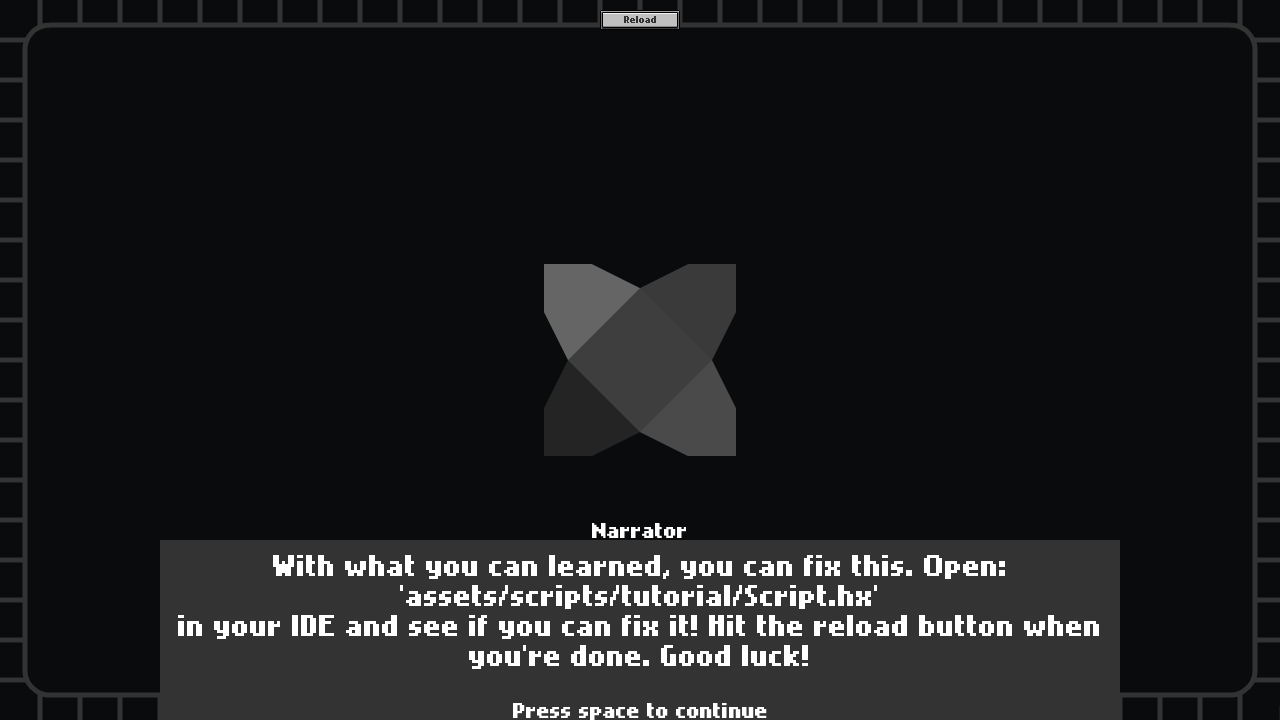 Reload
Narrator
With what you can learned, you can fix this. Open:
'assets/scripts/tutorial/Script.hx'
in your IDE and see if you can fix it! Hit the reload button when
you're done. Good luck!
Press space to continue